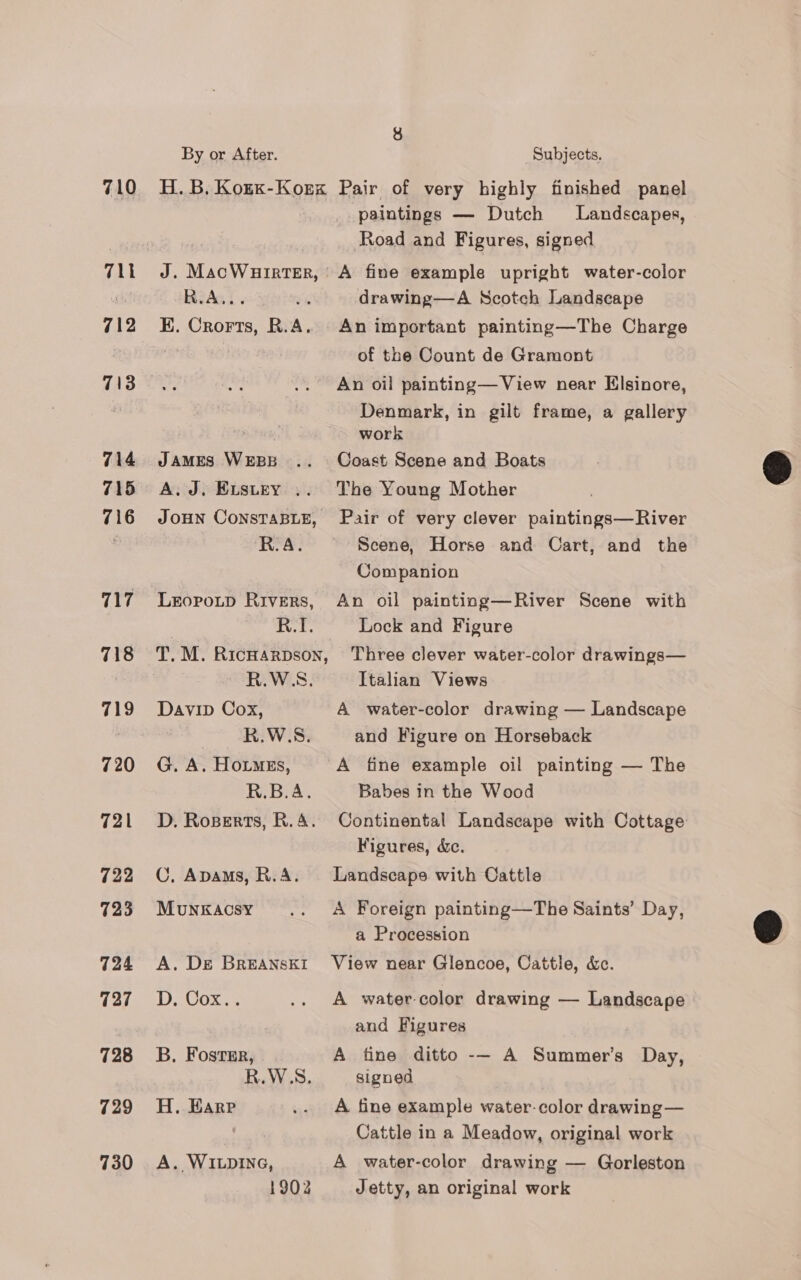 8
By or After. Subjects.
710 H. B. Koek-Koek Pair of very highly finished panel
paintings — Dutch Landscapes,
Road and Figures, signed
711 J. MacWhirter, A fine example upright water-color
R.A... .. drawing—A Scotch Landscape
712 E. Crofts, R.A. An important painting—The Charge
of the Count de Gramont
713 .. .. .. An oil painting—View near Elsinore,
Denmark, in gilt frame, a gallery
work
714 James Webb .. Coast Scene and Boats
715 A. J. Elsley .. The Young Mother
716 John Constable, Pair of very clever paintings—River
R.A. Scene, Horse and Cart, and the
Companion
717 Leopold Rivers, An oil painting—River Scene with
R.I. Lock and Figure
718 T. M. Richardson, Three clever water-color drawings—
R.W.S. Italian Views
719 David Cox, A water-color drawing — Landscape
R.W.S. and Figure on Horseback
720 G. A. Holmes, A fine example oil painting — The
R.B.A. Babes in the Wood
721 D. Roberts, R.A. Continental Landscape with Cottage
Figures, &c.
722 C. Adams, R.A. Landscape with Cattle
723 Munkacsy .. A Foreign painting—The Saints' Day,
a Procession
724 A. De Breanski View near Glencoe, Cattle, &c.
727 D. Cox.. .. A water-color drawing — Landscape
and Figures
728 B. Foster, A fine ditto -— A Summer's Day,
R.W.S. signed
729 H. Earp .. A fine example water-color drawing—
Cattle in a Meadow, original work
730 A. Wilding, A water-color drawing — Gorleston
1902 Jetty, an original work